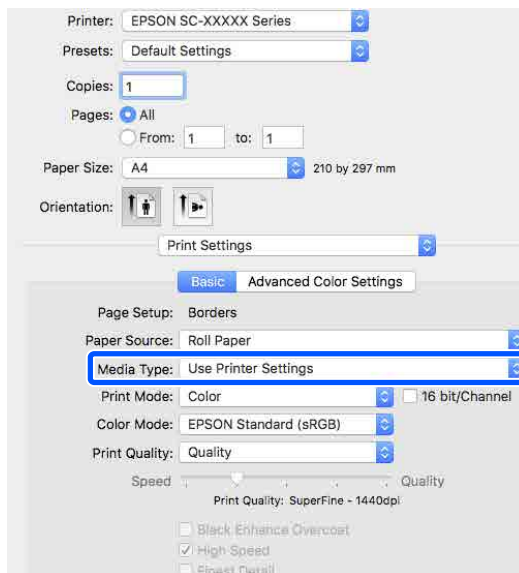 Printer: EPSON SC-XXXXX Series
Presets: Default Settings
Copies: 1
Pages: All
From: 1 to: 1
Paper Size: A4 210 by 297 mm
Orientation:
Print Settings
Basic Advanced Color Settings
Page Setup: Borders
Paper Source: Roll Paper
Media Type: Use Printer Settings
Print Mode: Color 16 bit/Channel
Color Mode: EPSON Standard (sRGB)
Print Quality: Quality
Speed Quality
Print Quality: SuperFine - 1440dpi
Black Enhance Overcoat
High Speed
Finest Detail